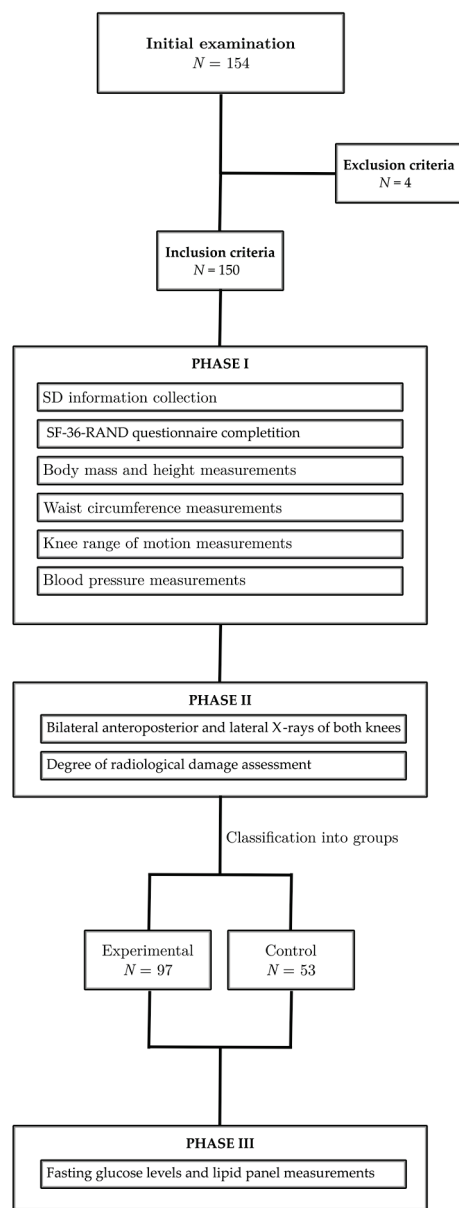 Initial examination
N = 154
Exclusion criteria
N = 4
Inclusion criteria
N = 150
PHASE I
SD information collection
SF-36-RAND questionnaire completition
Body mass and height measurements
Waist circumference measurements
Knee range of motion measurements
Blood pressure measurements
PHASE II
Bilateral anteroposterior and lateral X-rays of both knees
Degree of radiological damage assessment
Classification into groups
Experimental
N = 97
Control
N = 53
PHASE III
Fasting glucose levels and lipid panel measurements